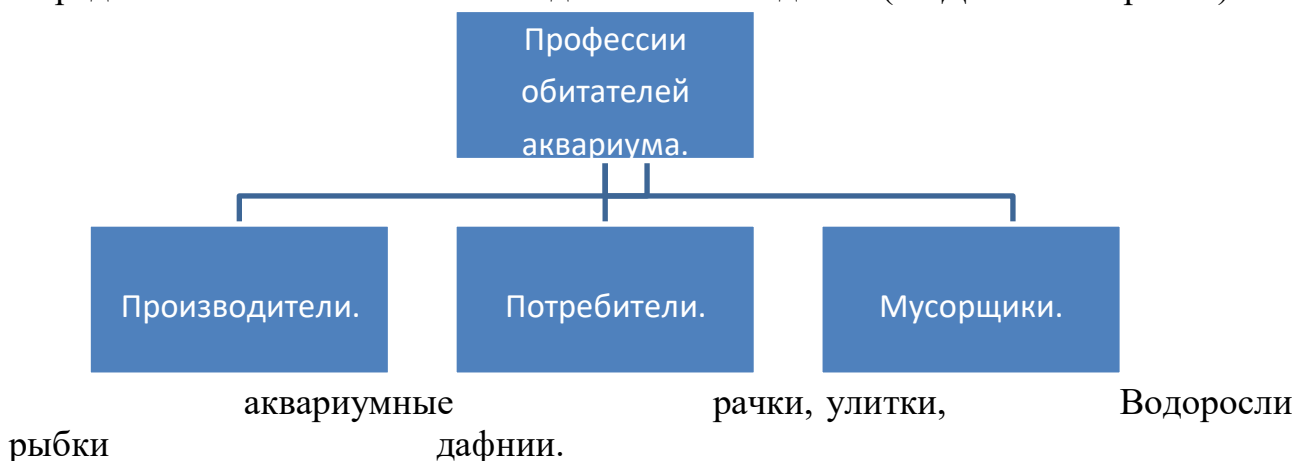 Профессии
обитателей
аквариума.
Производители.
Потребители.
Мусорщики.
аквариумные рачки, улитки, Водоросли
рыбки дафнии.